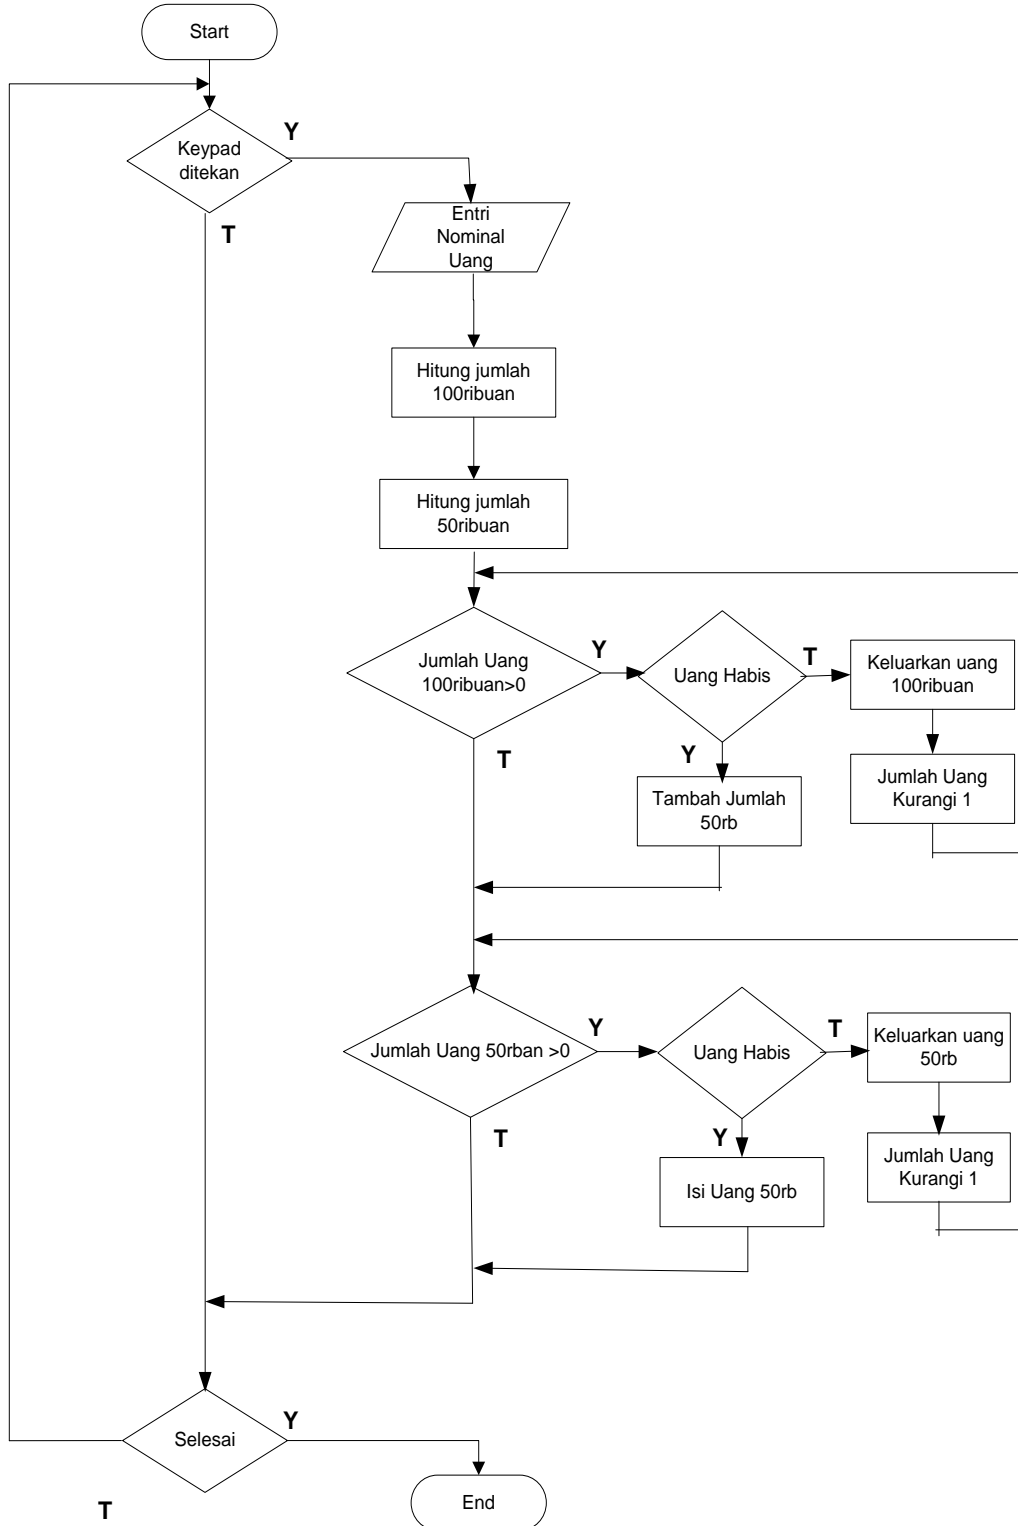 Start
Keypad
ditekan
Y
T
Entri
Nominal
Uang
Hitung jumlah
100ribuan
Hitung jumlah
50ribuan
Jumlah Uang
100ribuan>0
Y
T
Uang Habis
T
Y
Keluarkan uang
100ribuan
Jumlah Uang
Kurangi 1
Tambah Jumlah
50rb
Jumlah Uang 50rban >0
Y
T
Uang Habis
T
Y
Keluarkan uang
50rb
Jumlah Uang
Kurangi 1
Isi Uang 50rb
Selesai
Y
T
End